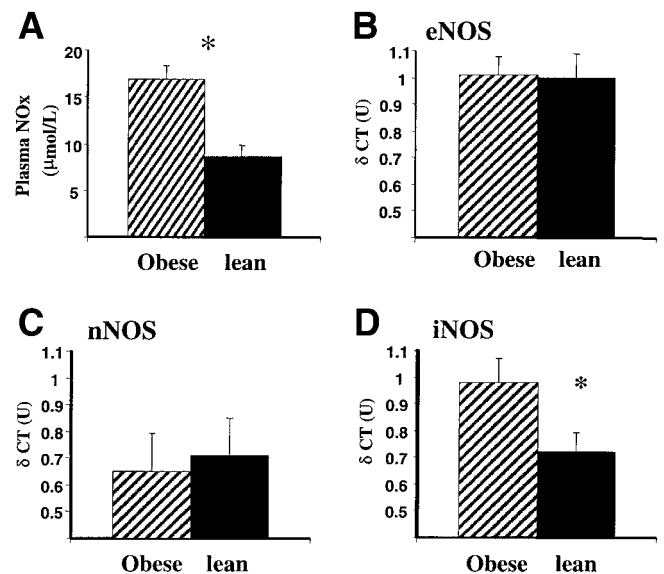 A
*
20
15
10
5
Plasma NOx
(μmol/L)
Obese lean
B
eNOS
1.1
1
0.9
0.8
0.7
0.6
0.5
δ CT (U)
Obese lean
C
nNOS
1.1
1
0.9
0.8
0.7
0.6
0.5
δ CT (U)
Obese lean
D
iNOS
*
1.1
1
0.9
0.8
0.7
0.6
0.5
δ CT (U)
Obese lean